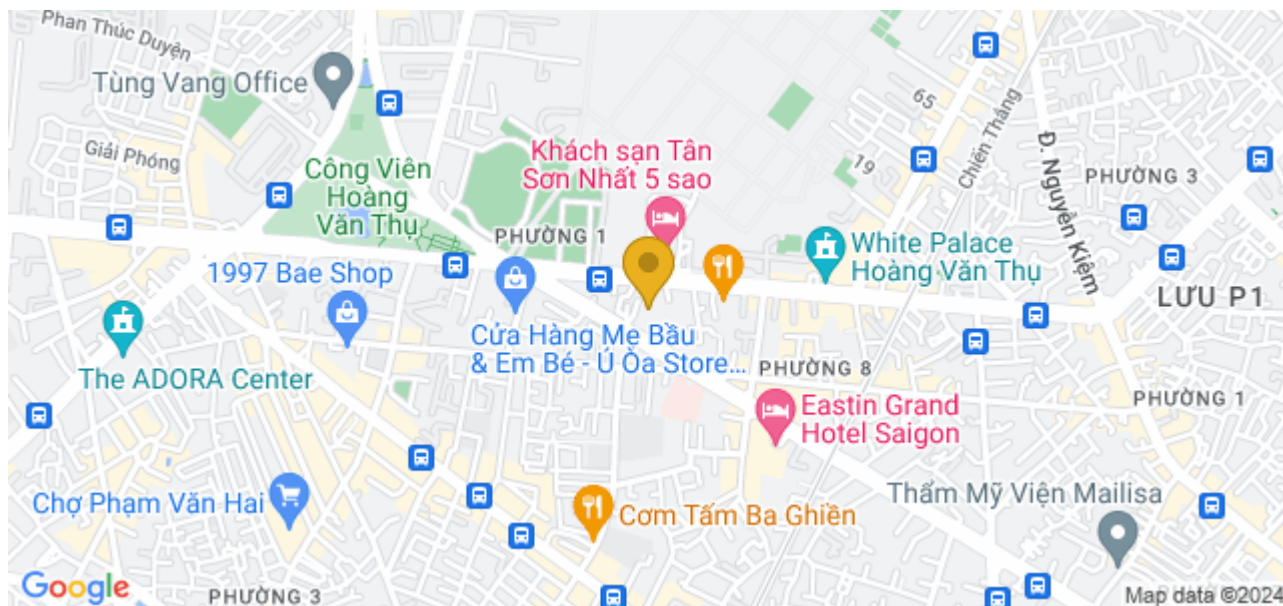 Phan Thúc Duyện
Tùng Vang Office
Giải Phóng
Công Viên
Hoàng
Văn Thụ
Khách sạn Tân
Sơn Nhất 5 sao
65
19
Chiến Thắng
Đ. Nguyễn Kiệm
PHƯỜNG 3
PHƯỜNG 1
White Palace
Hoàng Văn Thụ
LƯU P1
1997 Bae Shop
Cửa Hàng Mẹ Bầu
& Em Bé - Ú Òa Store...
The ADORA Center
PHƯỜNG 8
PHƯỜNG 1
Eastin Grand
Hotel Saigon
Chợ Phạm Văn Hai
Cơm Tấm Ba Ghiền
Thẩm Mỹ Viện Mailisa
Google
PHƯỜNG 3
Map data ©2024